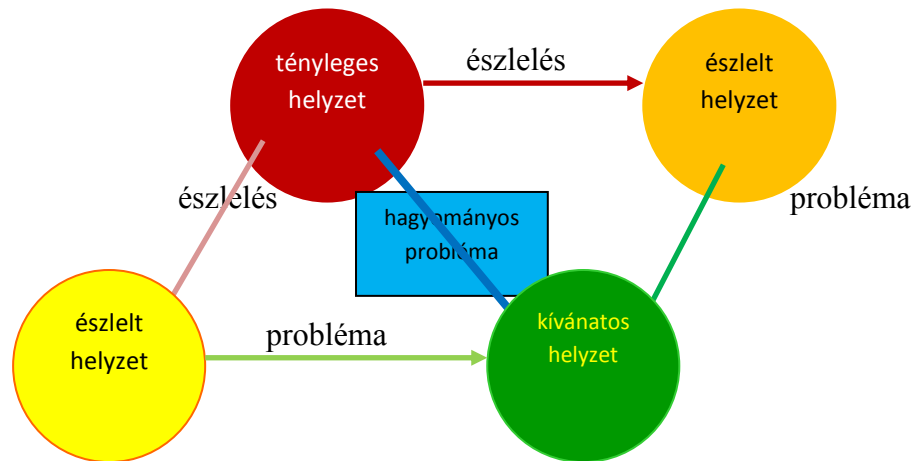 tényleges
helyzet
észlelés
észlelt
helyzet
észlelés
hagyományos
probléma
probléma
észlelt
helyzet
probléma
kívánatos
helyzet